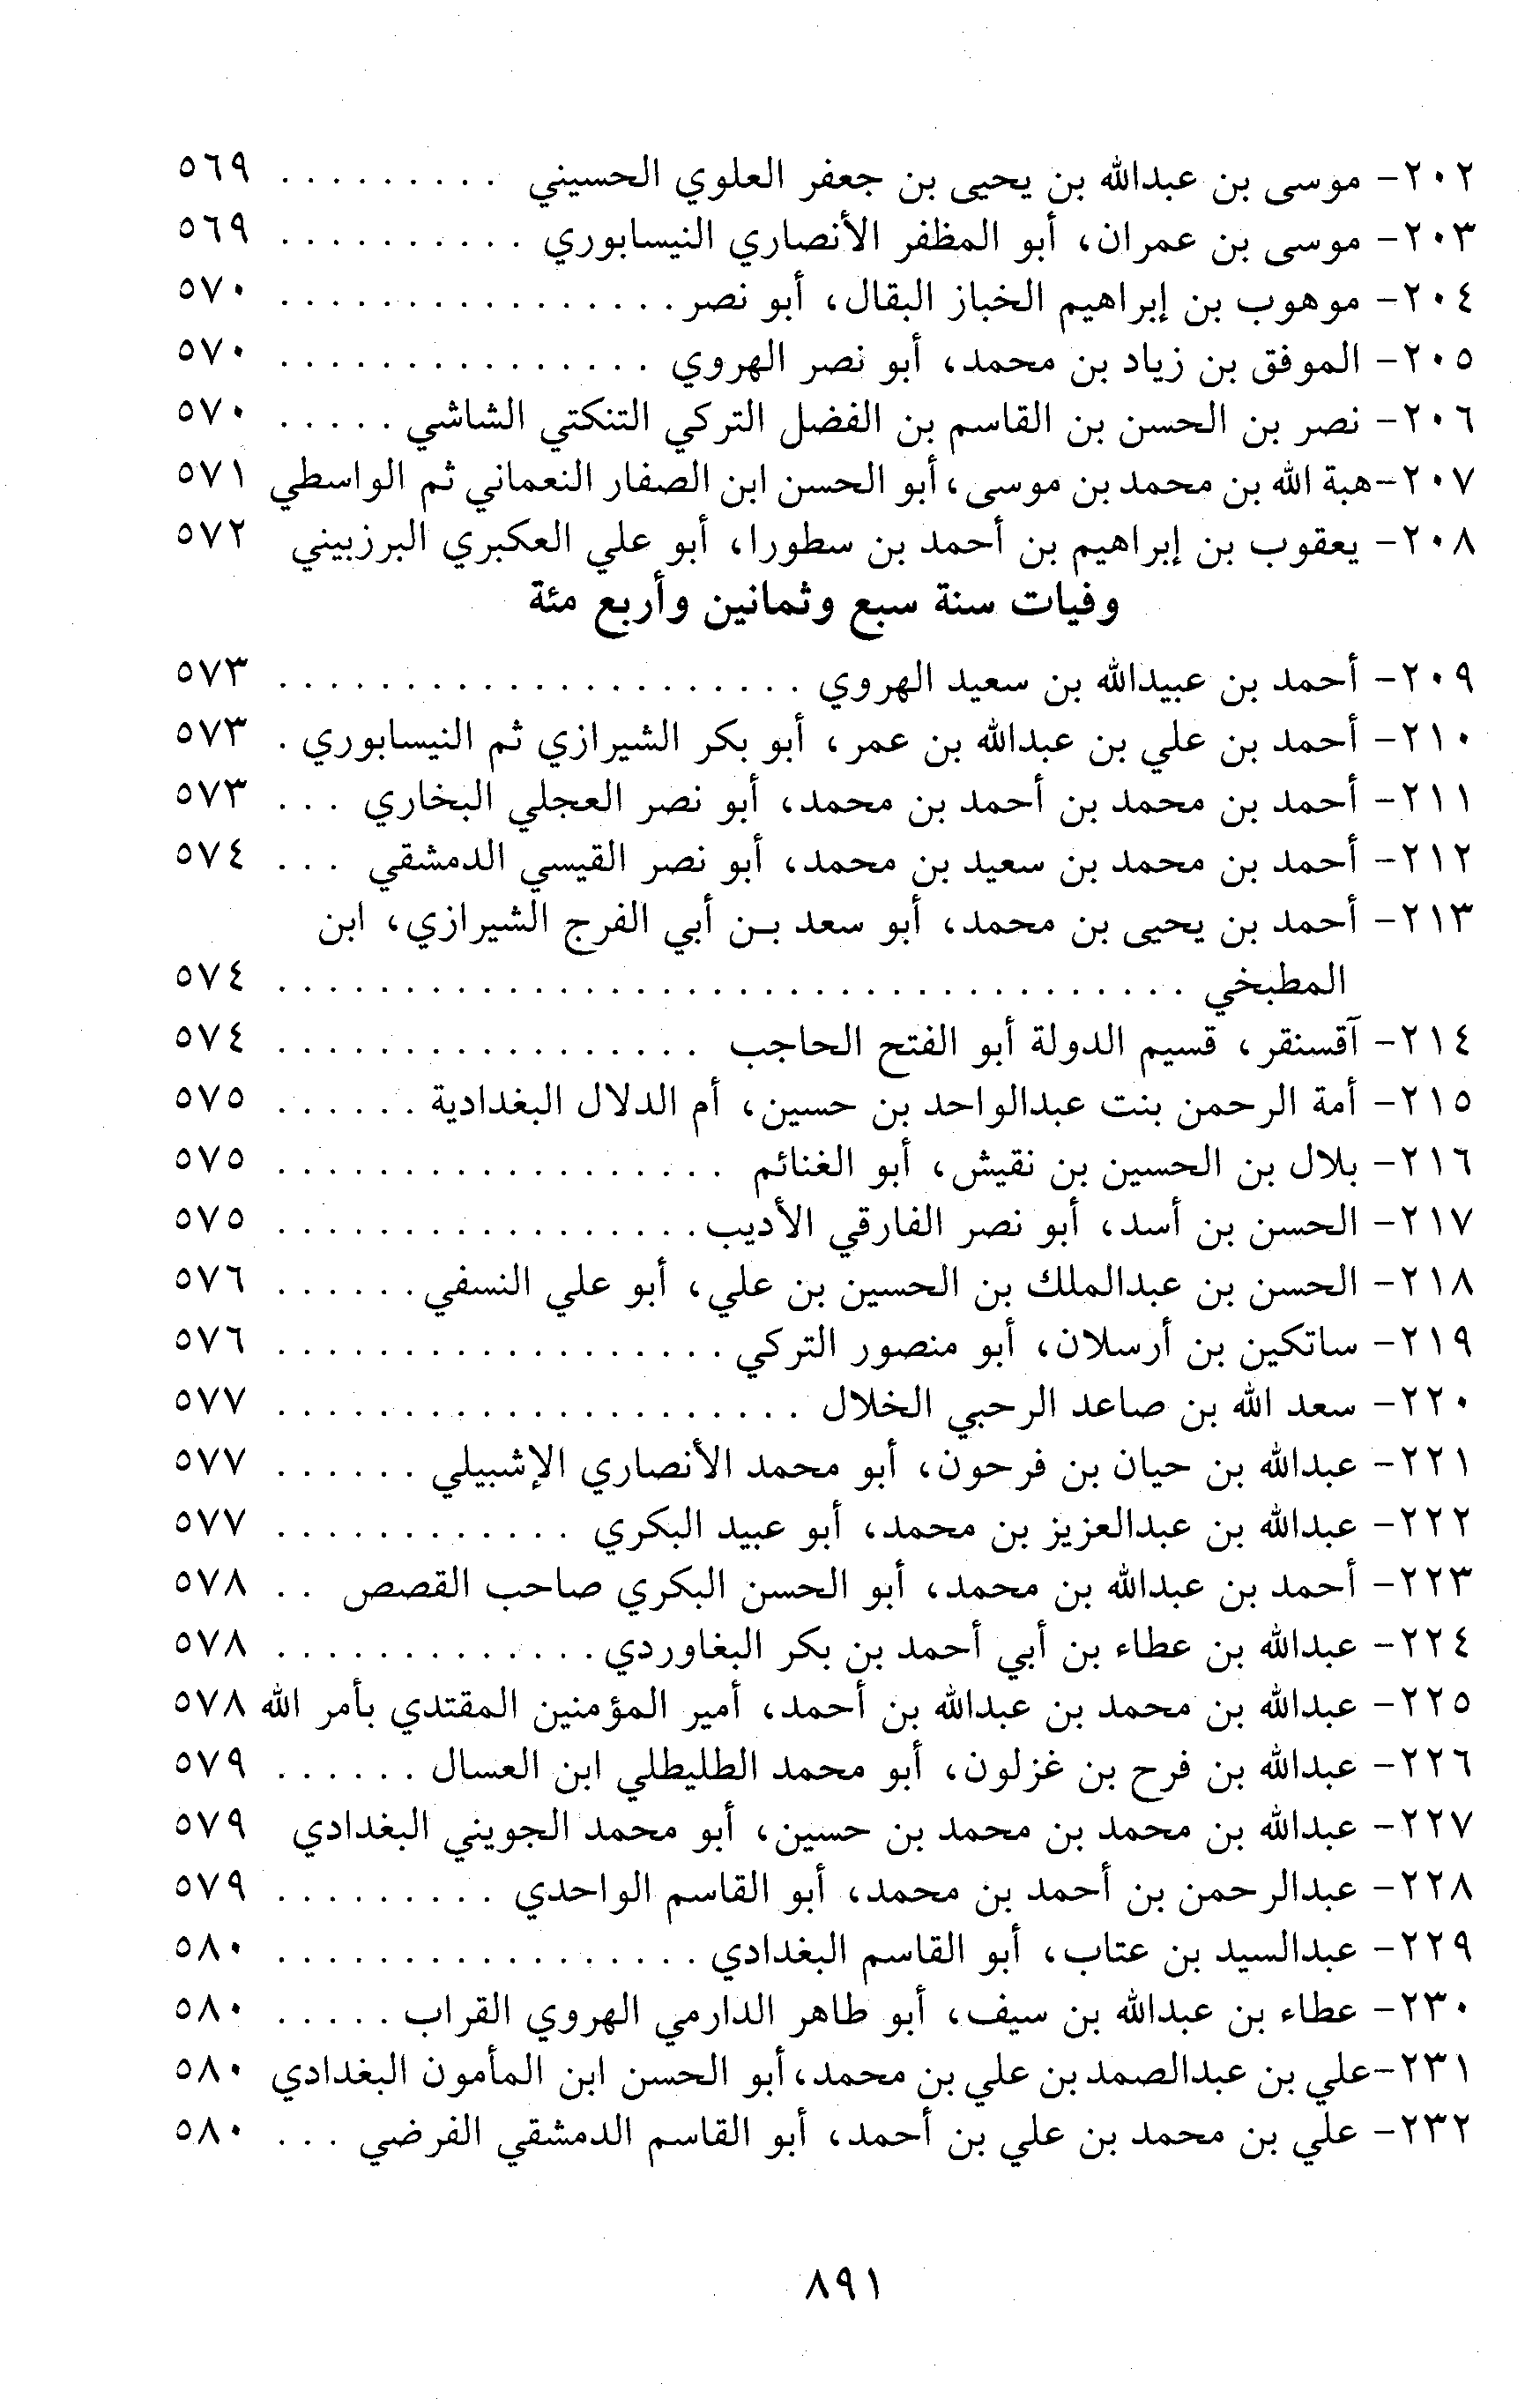 ٢٠٢- موسى بن عبدالله بن يحيى بن جعفر العلوي الحسيني . . . . . . . . . ٥٦٩
٢٠٣- موسى بن عمران، أبو المظفر الأنصاري النيسابوري . . . . . . . . . . ٥٦٩
٢٠٤- موهوب بن إبراهيم الخباز البقال، أبو نصر . . . . . . . . . . . . . . . . ٥٧٠
٢٠٥- الموفق بن زياد بن محمد، أبو نصر الهروي . . . . . . . . . . . . . . . ٥٧٠
٢٠٦- نصر بن الحسن بن القاسم بن الفضل التركي التنكتي الشاشي . . . . . ٥٧٠
٢٠٧-هبة الله بن محمد بن موسى، أبو الحسن ابن الصفار النعماني ثم الواسطي ٥٧١
٢٠٨- يعقوب بن إبراهيم بن أحمد بن سطورا، أبو علي العكبري البرزبيني ٥٧٢
وفيات سنة سبع وثمانين وأربع مئة
٢٠٩- أحمد بن عبيدالله بن سعيد الهروي . . . . . . . . . . . . . . . . . . . . . ٥٧٣
٢١٠- أحمد بن علي بن عبدالله بن عمر، أبو بكر الشيرازي ثم النيسابوري . ٥٧٣
٢١١- أحمد بن محمد بن أحمد بن محمد، أبو نصر العجلي البخاري . . . ٥٧٣
٢١٢- أحمد بن محمد بن سعيد بن محمد، أبو نصر القيسي الدمشقي . . . ٥٧٤
٢١٣- أحمد بن يحيى بن محمد، أبو سعد بن أبي الفرج الشيرازي، ابن
المطبخي . . . . . . . . . . . . . . . . . . . . . . . . . . . . . . . . . . . . ٥٧٤
٢١٤- آقسنقر، قسيم الدولة أبو الفتح الحاجب . . . . . . . . . . . . . . . . . ٥٧٤
٢١٥- أمة الرحمن بنت عبدالواحد بن حسين، أم الدلال البغدادية . . . . . . ٥٧٥
٢١٦- بلال بن الحسين بن نقيش، أبو الغنائم . . . . . . . . . . . . . . . . . . ٥٧٥
٢١٧- الحسن بن أسد، أبو نصر الفارقي الأديب . . . . . . . . . . . . . . . . . ٥٧٥
٢١٨- الحسن بن عبدالملك بن الحسين بن علي، أبو علي النسفي . . . . . . ٥٧٦
٢١٩- ساتكين بن أرسلان، أبو منصور التركي . . . . . . . . . . . . . . . . . . ٥٧٦
٢٢٠- سعد الله بن صاعد الرحبي الخلال . . . . . . . . . . . . . . . . . . . . . ٥٧٧
٢٢١- عبدالله بن حيان بن فرحون، أبو محمد الأنصاري الإشبيلي . . . . . . ٥٧٧
٢٢٢- عبدالله بن عبدالعزيز بن محمد، أبو عبيد البكري . . . . . . . . . . . . ٥٧٧
٢٢٣- أحمد بن عبدالله بن محمد، أبو الحسن البكري صاحب القصص . . ٥٧٨
٢٢٤- عبدالله بن عطاء بن أبي أحمد بن بكر البغاوردي . . . . . . . . . . . . . ٥٧٨
٢٢٥- عبدالله بن محمد بن عبدالله بن أحمد، أمير المؤمنين المقتدي بأمر الله ٥٧٨
٢٢٦- عبدالله بن فرح بن غزلون، أبو محمد الطليطلي ابن العسال . . . . . . ٥٧٩
٢٢٧- عبدالله بن محمد بن محمد بن حسين، أبو محمد الجويني البغدادي ٥٧٩
٢٢٨- عبدالرحمن بن أحمد بن محمد، أبو القاسم الواحدي . . . . . . . . . ٥٧٩
٢٢٩- عبدالسيد بن عتاب، أبو القاسم البغدادي . . . . . . . . . . . . . . . . . ٥٨٠
٢٣٠- عطاء بن عبدالله بن سيف، أبو طاهر الدارمي الهروي القراب . . . . . ٥٨٠
٢٣١-علي بن عبدالصمد بن علي بن محمد، أبو الحسن ابن المأمون البغدادي ٥٨٠
٢٣٢- علي بن محمد بن علي بن أحمد، أبو القاسم الدمشقي الفرضي . . . ٥٨٠
٨٩١